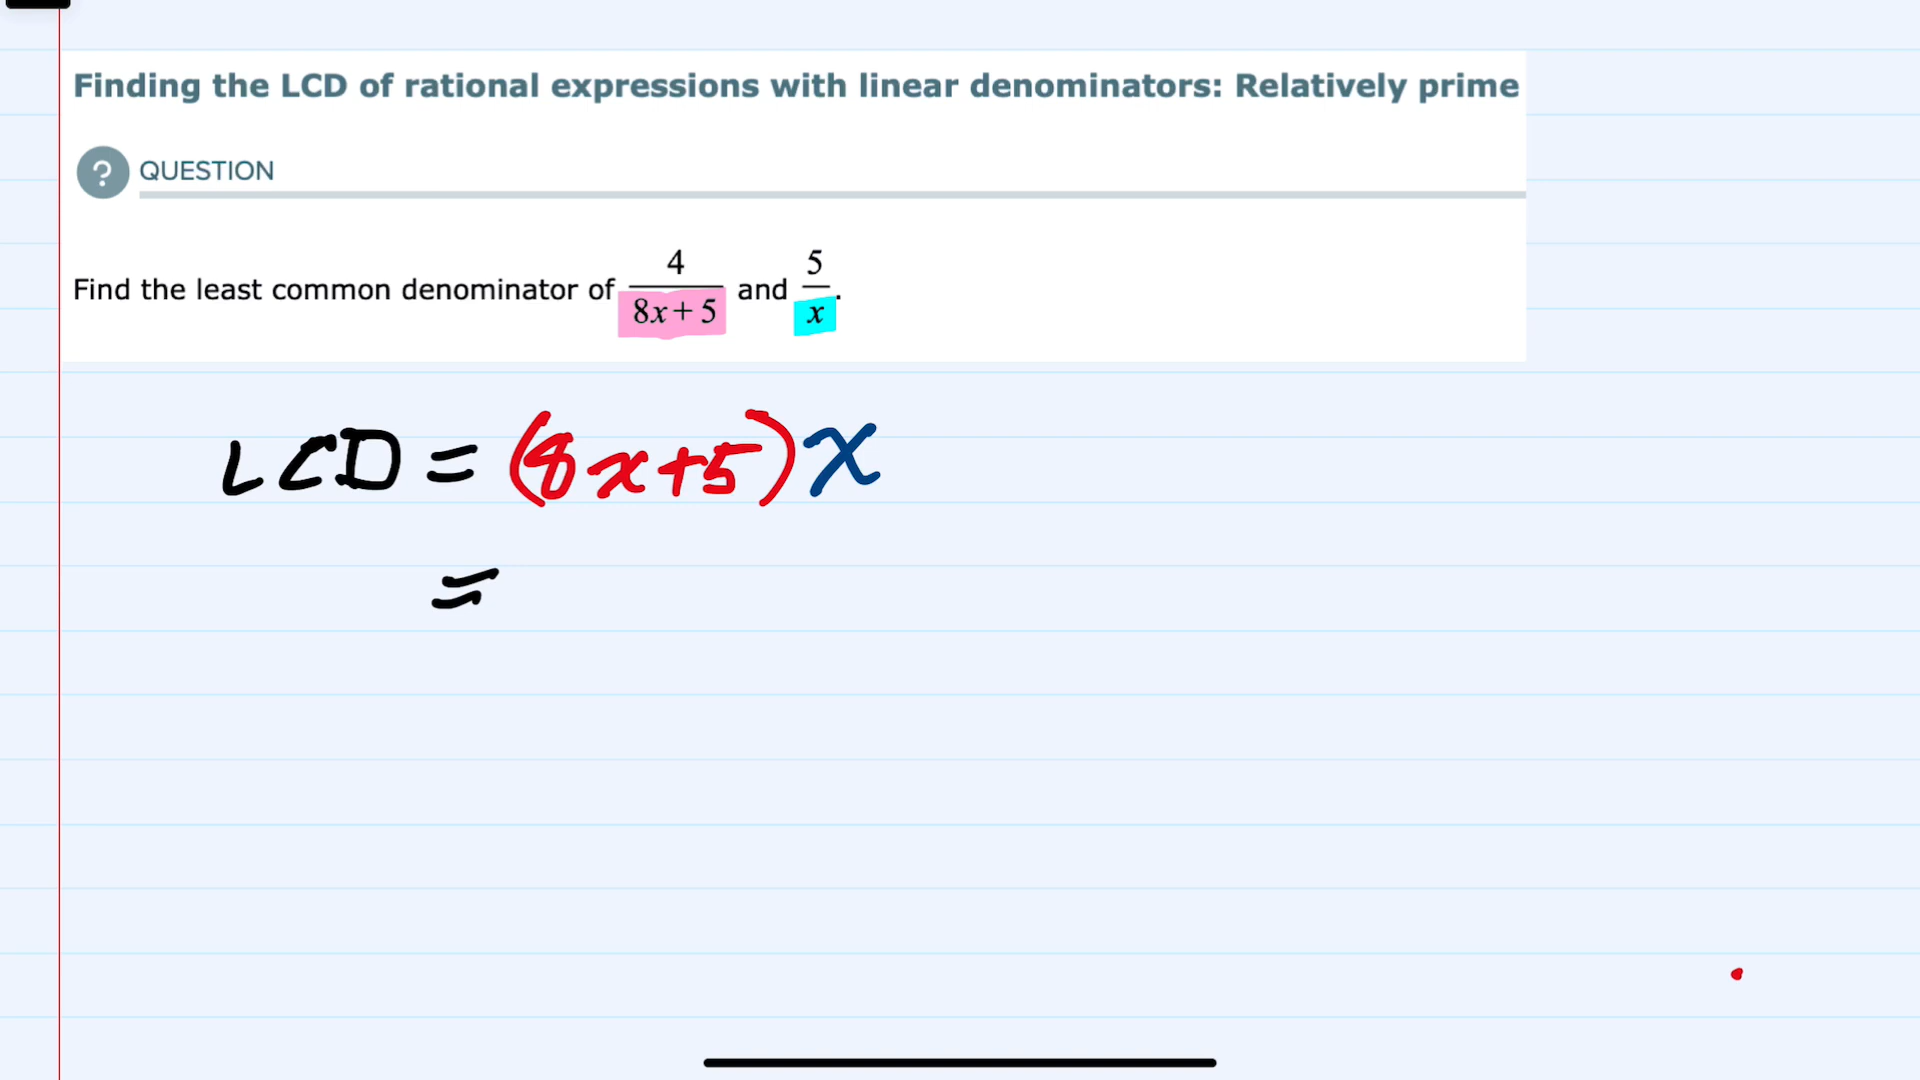 Finding the LCD of rational expressions with linear denominators: Relatively prime
? QUESTION
Find the least common denominator of 4/(8x+5) and 5/x.
LCD = (8x+5)x
=